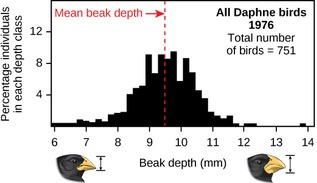 Mean beak depth
All Daphne birds
1976
Total number
of birds = 751
Percentage individuals
in each depth class
12
8
4
6 7 8 9 10 11 12 13 14
Beak depth (mm)